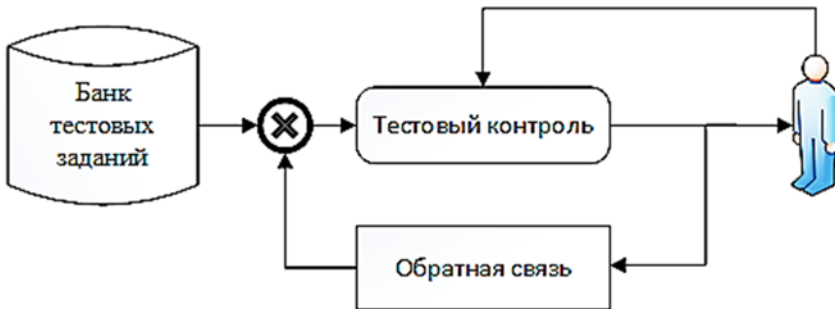 Банк
тестовых
заданий
Тестовый контроль
Обратная связь